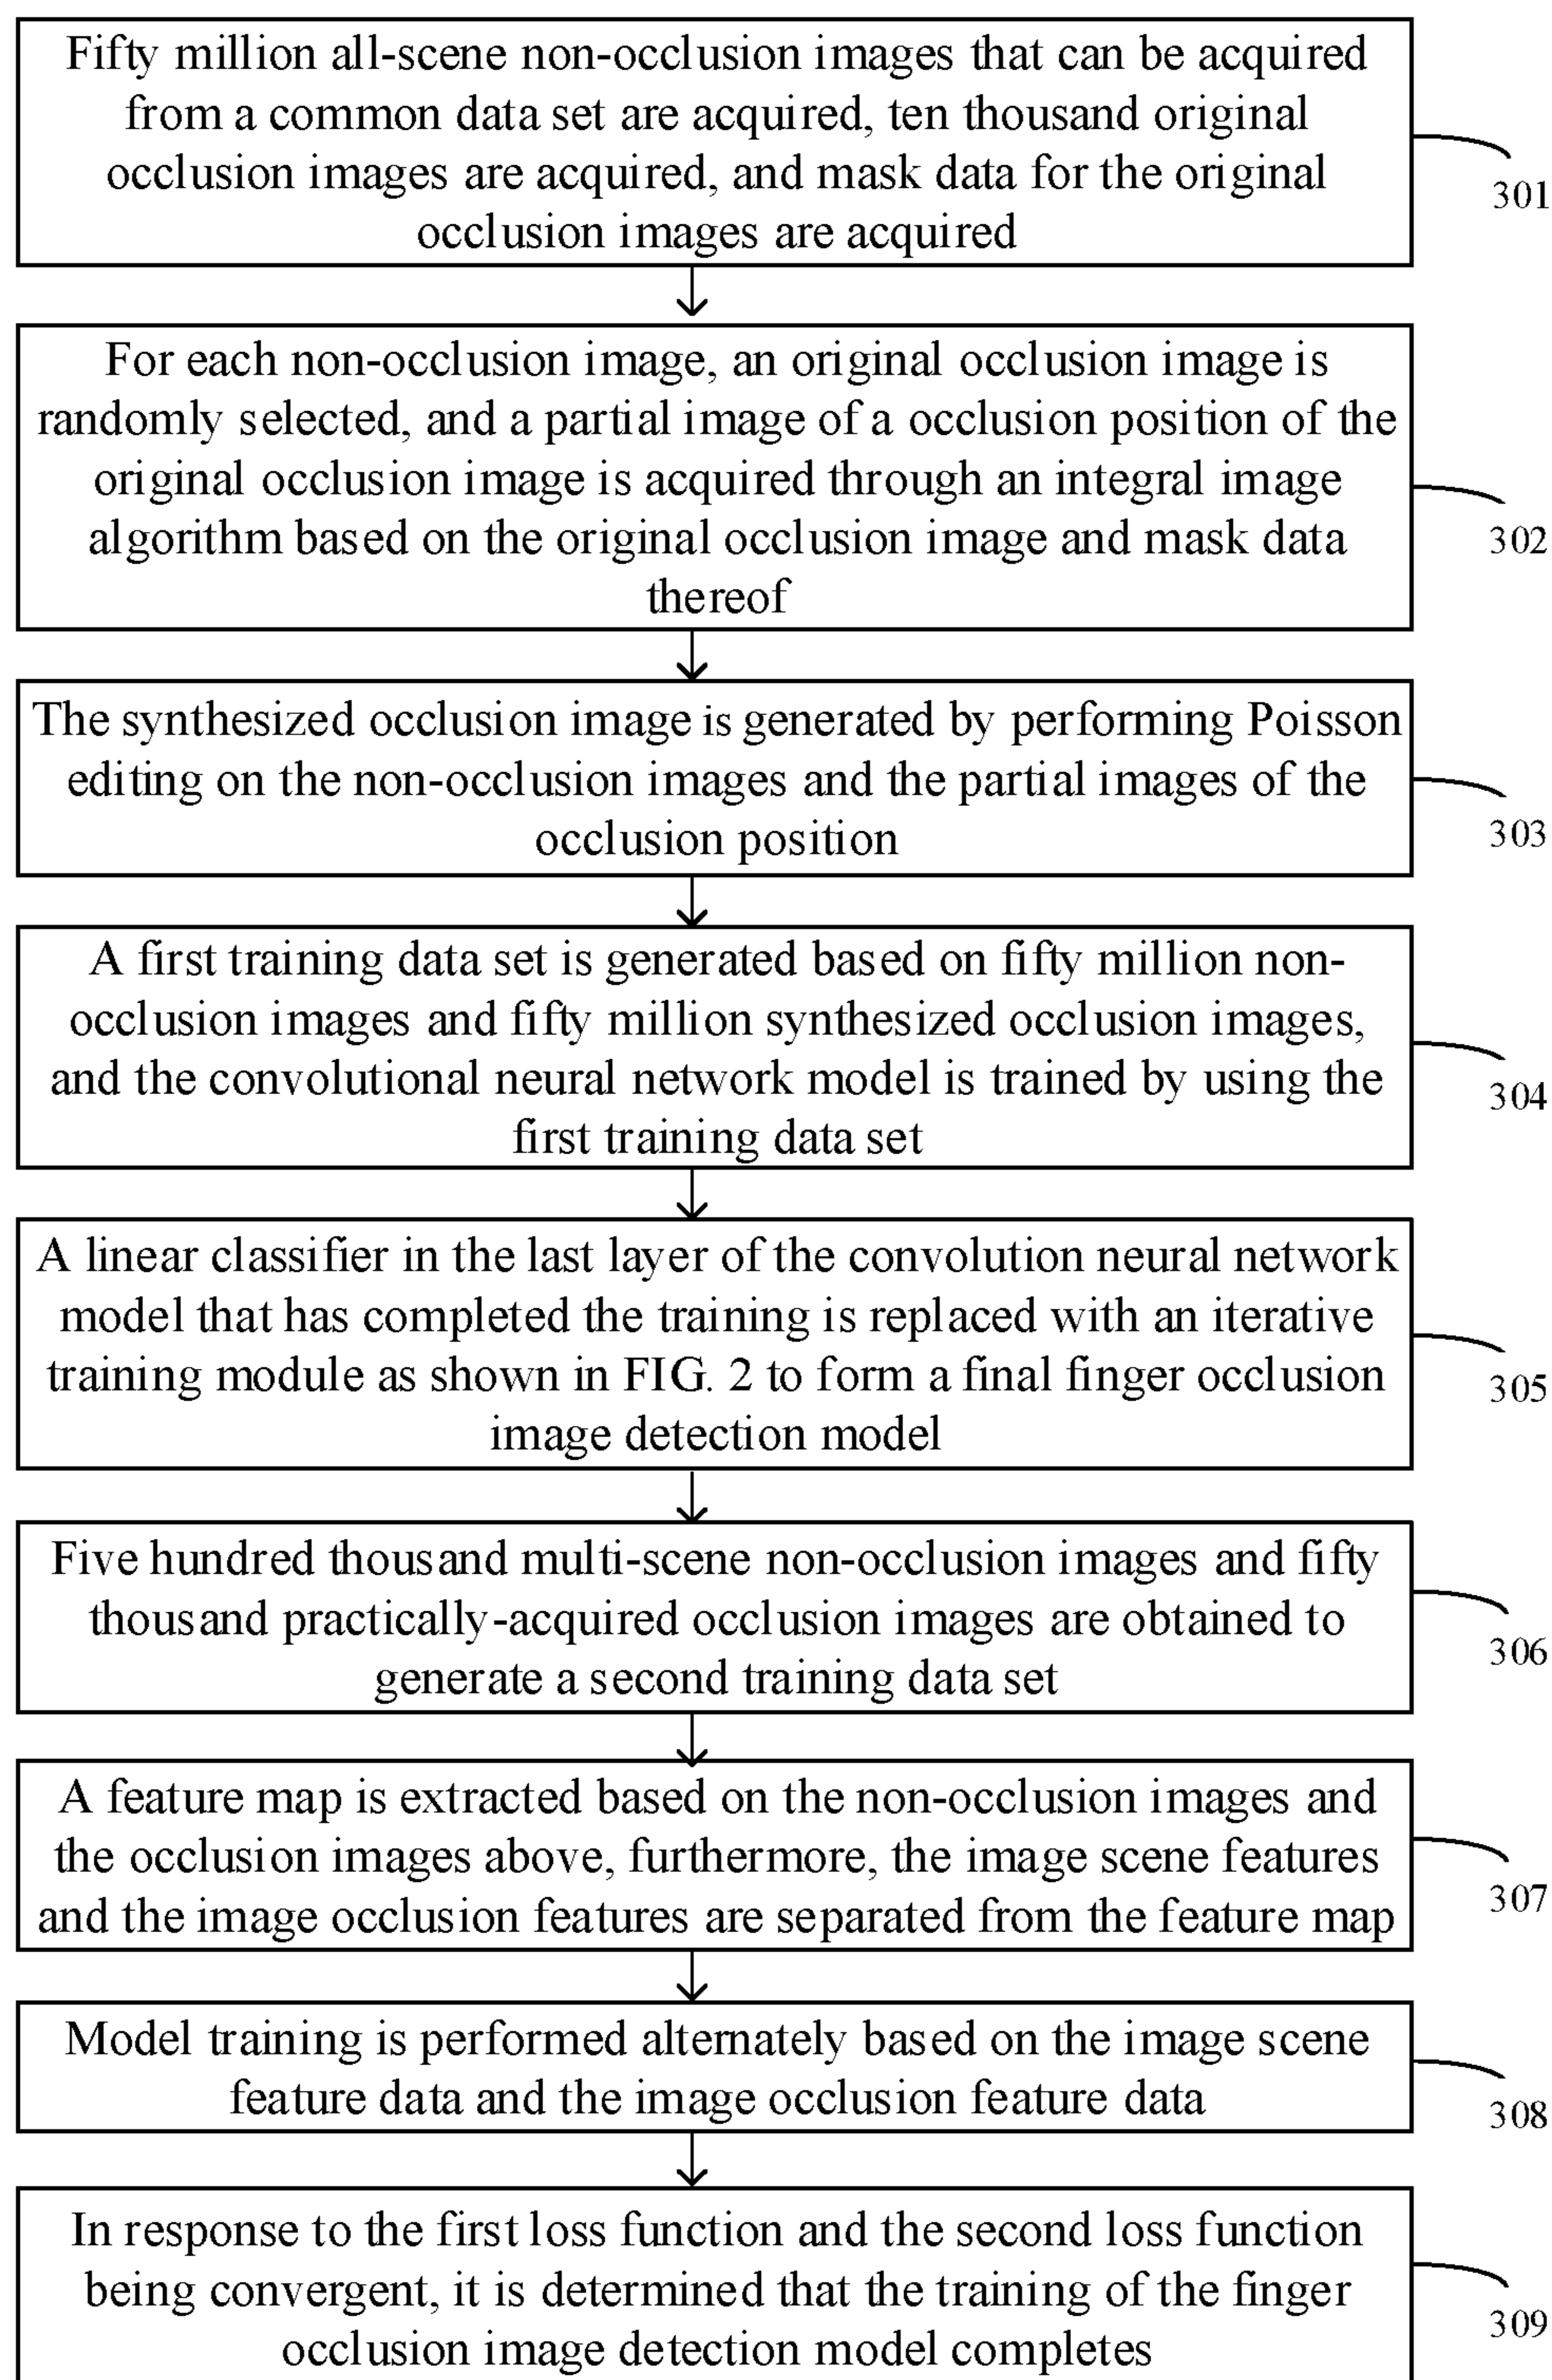 Fifty million all-scene non-occlusion images that can be acquired
from a common data set are acquired, ten thousand original
occlusion images are acquired, and mask data for the original
occlusion images are acquired
301
For each non-occlusion image, an original occlusion image is
randomly selected, and a partial image of a occlusion position of the
original occlusion image is acquired through an integral image
algorithm based on the original occlusion image and mask data
thereof
302
The synthesized occlusion image is generated by performing Poisson
editing on the non-occlusion images and the partial images of the
occlusion position
303
A first training data set is generated based on fifty million non-
occlusion images and fifty million synthesized occlusion images,
and the convolutional neural network model is trained by using the
first training data set
304
A linear classifier in the last layer of the convolution neural network
model that has completed the training is replaced with an iterative
training module as shown in FIG. 2 to form a final finger occlusion
image detection model
305
Five hundred thousand multi-scene non-occlusion images and fifty
thousand practically-acquired occlusion images are obtained to
generate a second training data set
306
A feature map is extracted based on the non-occlusion images and
the occlusion images above, furthermore, the image scene features
and the image occlusion features are separated from the feature map
307
Model training is performed alternately based on the image scene
feature data and the image occlusion feature data
308
In response to the first loss function and the second loss function
being convergent, it is determined that the training of the finger
occlusion image detection model completes
309